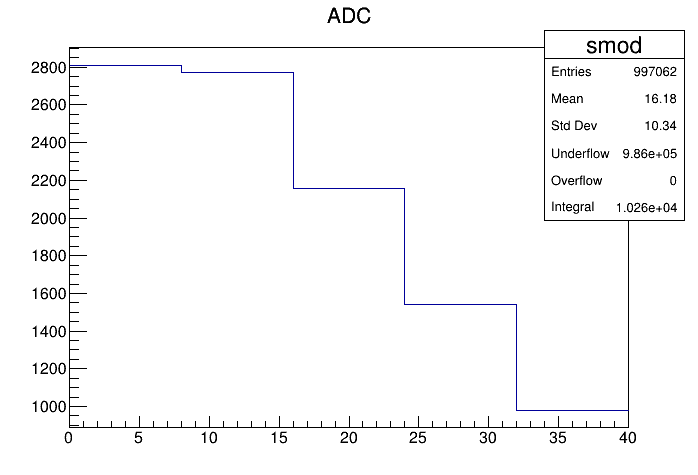 ADC
smod
Entries 997062
Mean 16.18
Std Dev 10.34
Underflow 9.86e+05
Overflow 0
Integral 1.026e+04
2800
2600
2400
2200
2000
1800
1600
1400
1200
1000
0 5 10 15 20 25 30 35 40